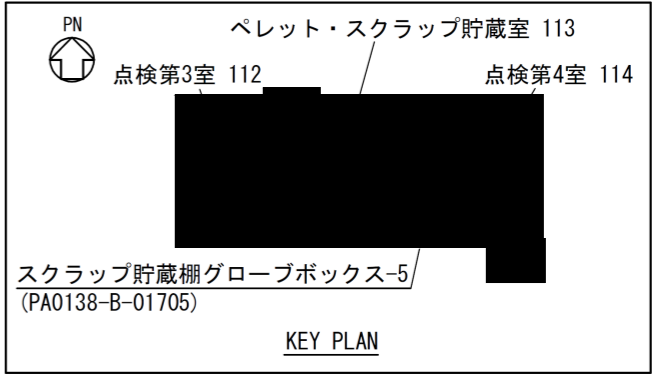 PN
ペレット・スクラップ貯蔵室 113
点検第3室 112
点検第4室 114
スクラップ貯蔵棚グローブボックス-5
(PA0138-B-01705)
KEY PLAN